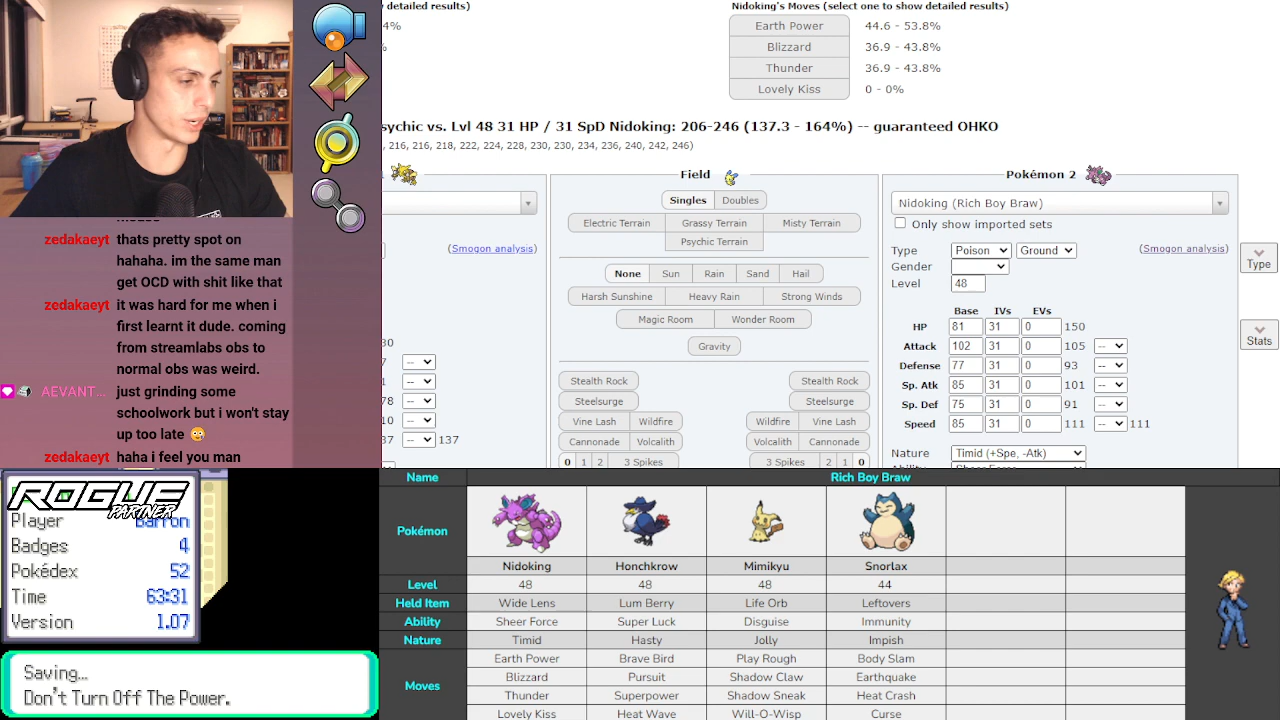 detailed results)
4%
%
Nidoking's Moves (select one to show detailed results)
Earth Power 44.6 - 53.8%
Blizzard 36.9 - 43.8%
Thunder 36.9 - 43.8%
Lovely Kiss 0 - 0%
sychic vs. Lvl 48 31 HP / 31 SpD Nidoking: 206-246 (137.3 - 164%) -- guaranteed OHKO
, 216, 216, 218, 222, 224, 228, 230, 230, 234, 236, 240, 242, 246)
Field
Singles Doubles
Electric Terrain Grassy Terrain Misty Terrain
Psychic Terrain
None Sun Rain Sand Hail
Harsh Sunshine Heavy Rain Strong Winds
Magic Room Wonder Room
Gravity
Stealth Rock Stealth Rock
Steelsurge Steelsurge
Vine Lash Wildfire Wildfire Vine Lash
Cannonade Volcalith Volcalith Cannonade
0 1 2 3 Spikes 3 Spikes 2 1 0
(Smogon analysis)
30
7 --
1 --
78 --
10 --
37 -- 137
Pokémon 2
Nidoking (Rich Boy Braw)
Only show imported sets
Type Poison Ground (Smogon analysis)
Gender
Level 48
Base IVs EVs
HP 81 31 0 150
Attack 102 31 0 105 --
Defense 77 31 0 93 --
Sp. Atk 85 31 0 101 --
Sp. Def 75 31 0 91 --
Speed 85 31 0 111 -- 111
Nature Timid (+Spe, -Atk)
Type
Stats
zedakaeyt thats pretty spot on
hahaha. im the same man
get OCD with shit like that
zedakaeyt it was hard for me when i
first learnt it dude. coming
from streamlabs obs to
normal obs was weird.
AEVANT... just grinding some
schoolwork but i won't stay
up too late
zedakaeyt haha i feel you man
ROGUE
PARTNER
Player Barron
Badges 4
Pokédex 52
Time 63:31
Version 1.07
Saving...
Don't Turn Off The Power.
Name Rich Boy Braw
Pokémon
Nidoking Honchkrow Mimikyu Snorlax
Level 48 48 48 44
Held Item Wide Lens Lum Berry Life Orb Leftovers
Ability Sheer Force Super Luck Disguise Immunity
Nature Timid Hasty Jolly Impish
Moves
Earth Power Brave Bird Play Rough Body Slam
Blizzard Pursuit Shadow Claw Earthquake
Thunder Superpower Shadow Sneak Heat Crash
Lovely Kiss Heat Wave Will-O-Wisp Curse